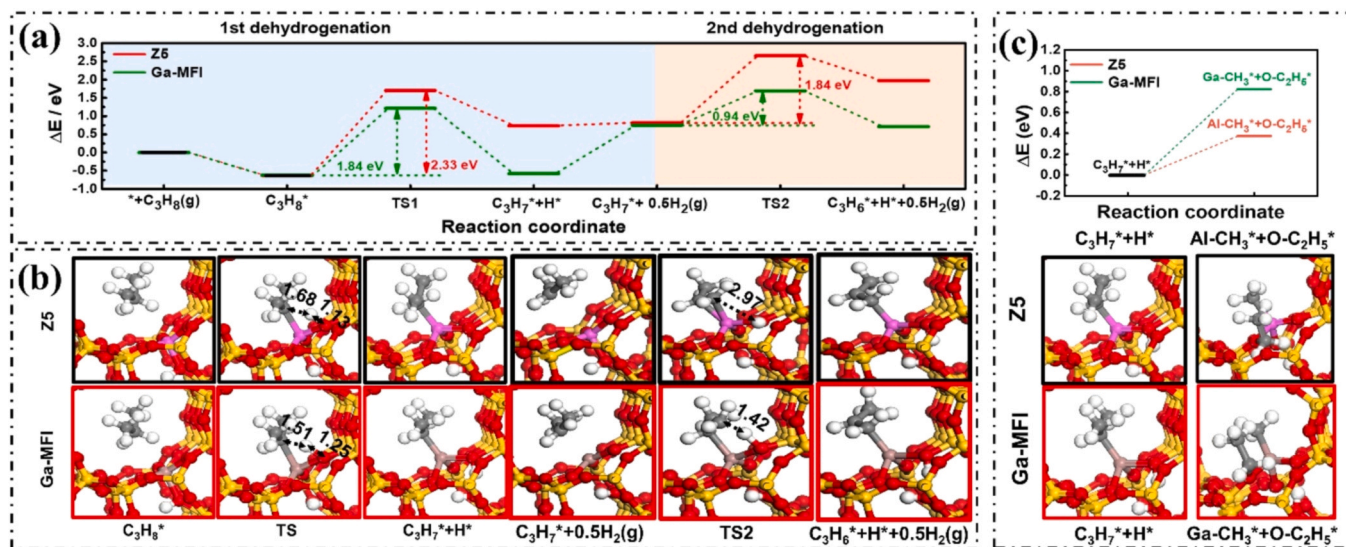 (a)
1st dehydrogenation
2nd dehydrogenation
3.0
2.5
2.0
1.5
1.0
0.5
0.0
-0.5
-1.0
ΔE / eV
Z5
Ga-MFI
1.84 eV
2.33 eV
0.94 eV
1.84 eV
*+C₃H₈(g)
C₃H₈*
TS1
C₃H₇*+H*
C₃H₇*+ 0.5H₂(g)
TS2
C₃H₆*+H*+0.5H₂(g)
Reaction coordinate
(b)
Z5
1.68 1.13
2.97
Ga-MFI
1.51 1.25
1.42
C₃H₈*
TS
C₃H₇*+H*
C₃H₇*+0.5H₂(g)
TS2
C₃H₆*+H*+0.5H₂(g)
(c)
1.2
1.0
0.8
0.6
0.4
0.2
0.0
-0.2
ΔE (eV)
Z5
Ga-MFI
Ga-CH₃*+O-C₂H₅*
Al-CH₃*+O-C₂H₅*
C₃H₇*+H*
Reaction coordinate
C₃H₇*+H*
Al-CH₃*+O-C₂H₅*
Z5
Ga-MFI
C₃H₇*+H*
Ga-CH₃*+O-C₂H₅*